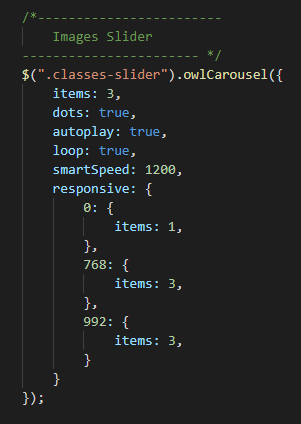 /*------------------------
    Images Slider
----------------------- */
$(".classes-slider").owlCarousel({
    items: 3,
    dots: true,
    autoplay: true,
    loop: true,
    smartSpeed: 1200,
    responsive: {
        0: {
            items: 1,
        },
        768: {
            items: 3,
        },
        992: {
            items: 3,
        }
    }
});